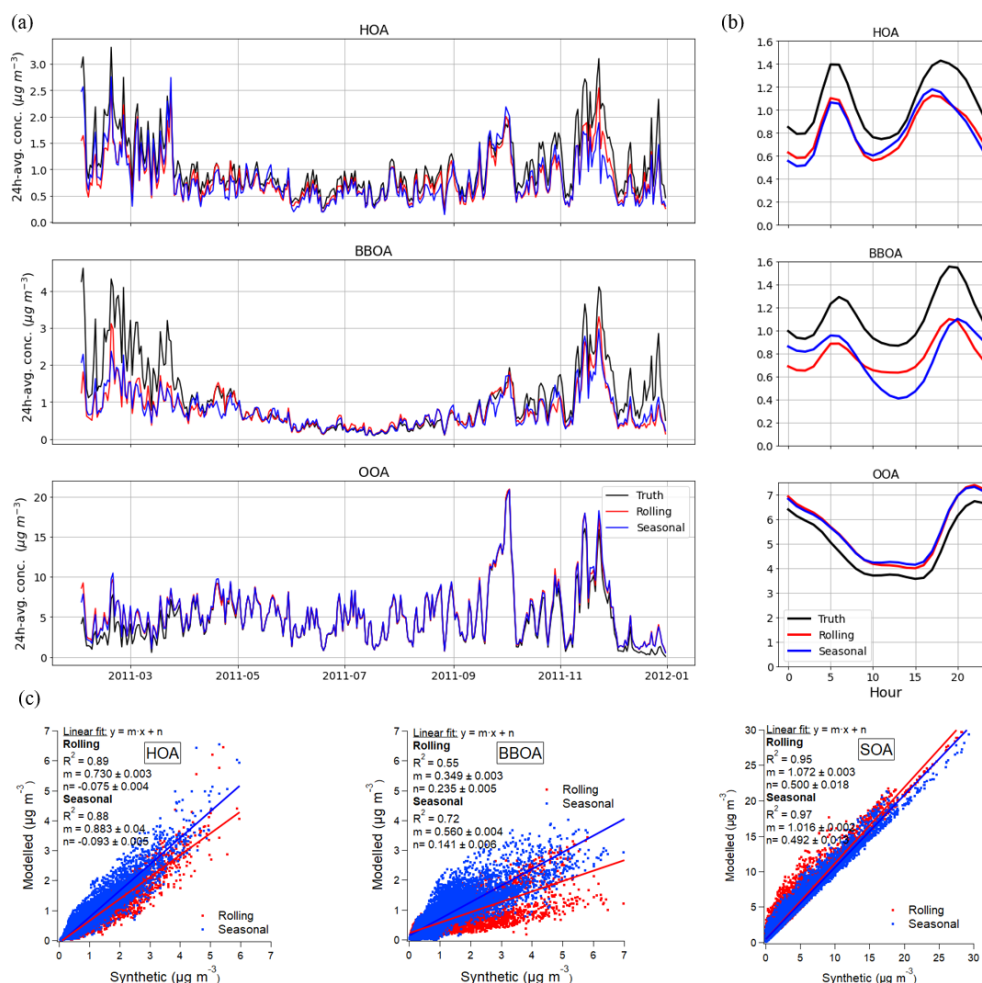 (a)
HOA
24h-avg. conc. (μg m⁻³)
3.0
2.5
2.0
1.5
1.0
0.5
0.0
BBOA
24h-avg. conc. (μg m⁻³)
4
3
2
1
0
OOA
24h-avg. conc. (μg m⁻³)
20
15
10
5
0
Truth
Rolling
Seasonal
2011-03
2011-05
2011-07
2011-09
2011-11
2012-01
(b)
HOA
1.6
1.4
1.2
1.0
0.8
0.6
0.4
0.2
0.0
BBOA
1.6
1.4
1.2
1.0
0.8
0.6
0.4
0.2
0.0
OOA
7
6
5
4
3
2
1
0
Truth
Rolling
Seasonal
0 5 10 15 20
Hour
(c)
7
6
5
4
3
2
1
0
Modelled (μg m⁻³)
Linear fit: y = m·x + n
HOA
Rolling
R² = 0.89
m = 0.730 ± 0.003
n= -0.075 ± 0.004
Seasonal
R² = 0.88
m = 0.883 ± 0.04
n= -0.093 ± 0.005
Rolling
Seasonal
0 1 2 3 4 5 6 7
Synthetic (μg m⁻³)
7
6
5
4
3
2
1
0
Modelled (μg m⁻³)
Linear fit: y = m·x + n
BBOA
Rolling
R² = 0.55
m = 0.349 ± 0.003
n = 0.235 ± 0.005
Seasonal
R² = 0.72
m = 0.560 ± 0.004
n = 0.141 ± 0.006
Rolling
Seasonal
0 1 2 3 4 5 6 7
Synthetic (μg m⁻³)
30
25
20
15
10
5
0
Modelled (μg m⁻³)
Linear fit: y = m·x + n
SOA
Rolling
R² = 0.95
m = 1.072 ± 0.003
n = 0.500 ± 0.018
Seasonal
R² = 0.97
m = 1.016 ± 0.002
n= 0.492 ±
Rolling
Seasonal
0 5 10 15 20 25 30
Synthetic (μg m⁻³)